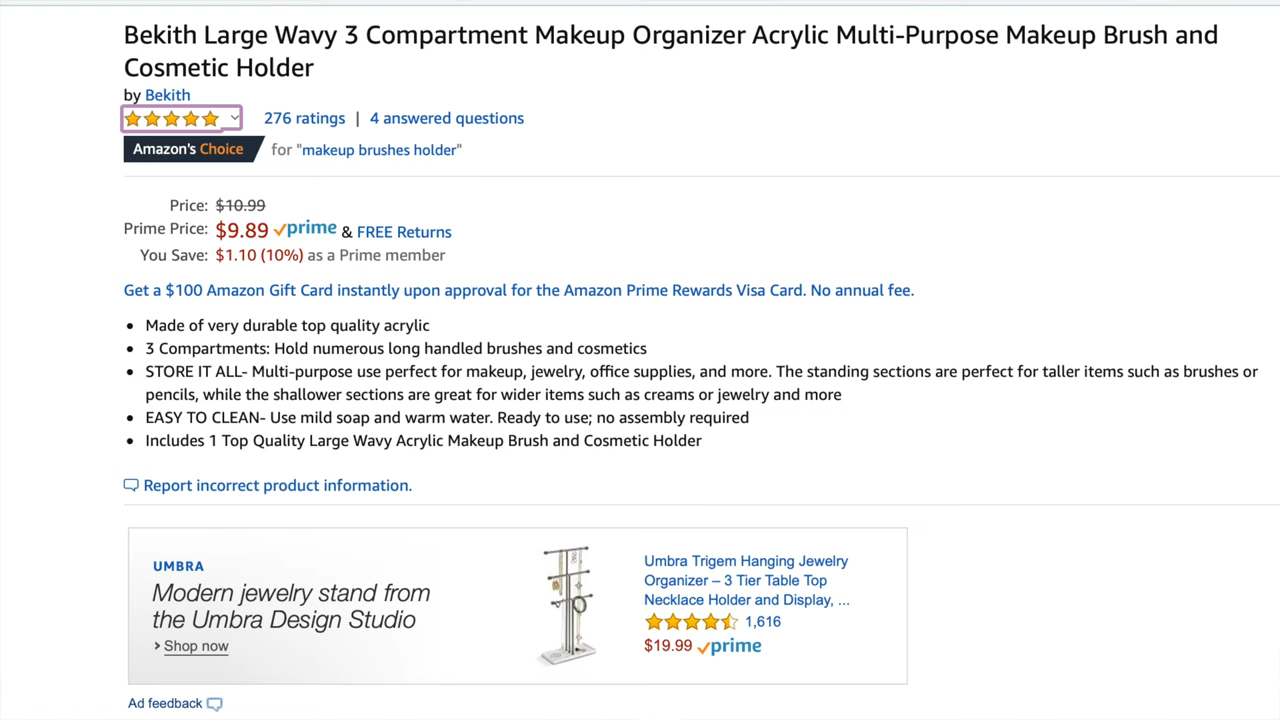 Bekith Large Wavy 3 Compartment Makeup Organizer Acrylic Multi-Purpose Makeup Brush and
Cosmetic Holder
by Bekith
276 ratings | 4 answered questions
Amazon's Choice for "makeup brushes holder"
Price: $10.99
Prime Price: $9.89 prime & FREE Returns
You Save: $1.10 (10%) as a Prime member
Get a $100 Amazon Gift Card instantly upon approval for the Amazon Prime Rewards Visa Card. No annual fee.
• Made of very durable top quality acrylic
• 3 Compartments: Hold numerous long handled brushes and cosmetics
• STORE IT ALL- Multi-purpose use perfect for makeup, jewelry, office supplies, and more. The standing sections are perfect for taller items such as brushes or
pencils, while the shallower sections are great for wider items such as creams or jewelry and more
• EASY TO CLEAN- Use mild soap and warm water. Ready to use; no assembly required
• Includes 1 Top Quality Large Wavy Acrylic Makeup Brush and Cosmetic Holder
Report incorrect product information.
UMBRA
Modern jewelry stand from
the Umbra Design Studio
› Shop now
Umbra Trigem Hanging Jewelry
Organizer – 3 Tier Table Top
Necklace Holder and Display, ...
1,616
$19.99 prime
Ad feedback